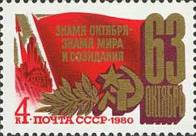 ЗНАМЯ ОКТЯБРЯ-
ЗНАМЯ МИРА
И СОЗИДАНИЯ
63
ОКТЯБРЬ
4
К ПОЧТА СССР·1980